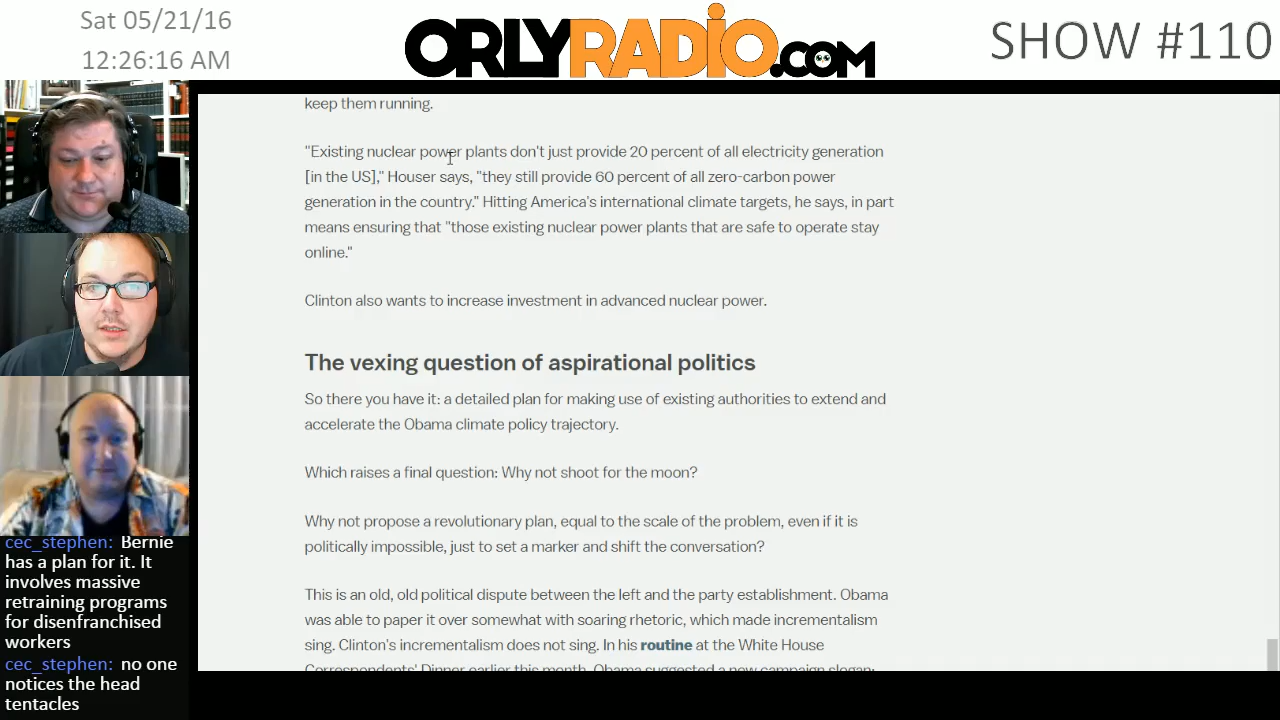 Sat 05/21/16
12:26:16 AM
ORLYRADIO.COM
SHOW #110
keep them running.
"Existing nuclear power plants don't just provide 20 percent of all electricity generation
[in the US]," Houser says, "they still provide 60 percent of all zero-carbon power
generation in the country." Hitting America's international climate targets, he says, in part
means ensuring that "those existing nuclear power plants that are safe to operate stay
online."
Clinton also wants to increase investment in advanced nuclear power.
The vexing question of aspirational politics
So there you have it: a detailed plan for making use of existing authorities to extend and
accelerate the Obama climate policy trajectory.
Which raises a final question: Why not shoot for the moon?
Why not propose a revolutionary plan, equal to the scale of the problem, even if it is
politically impossible, just to set a marker and shift the conversation?
This is an old, old political dispute between the left and the party establishment. Obama
was able to paper it over somewhat with soaring rhetoric, which made incrementalism
sing. Clinton's incrementalism does not sing. In his routine at the White House
Correspondents' Dinner earlier this month, Obama suggested a new campaign slogan:
cec_stephen: Bernie
has a plan for it. It
involves massive
retraining programs
for disenfranchised
workers
cec_stephen: no one
notices the head
tentacles